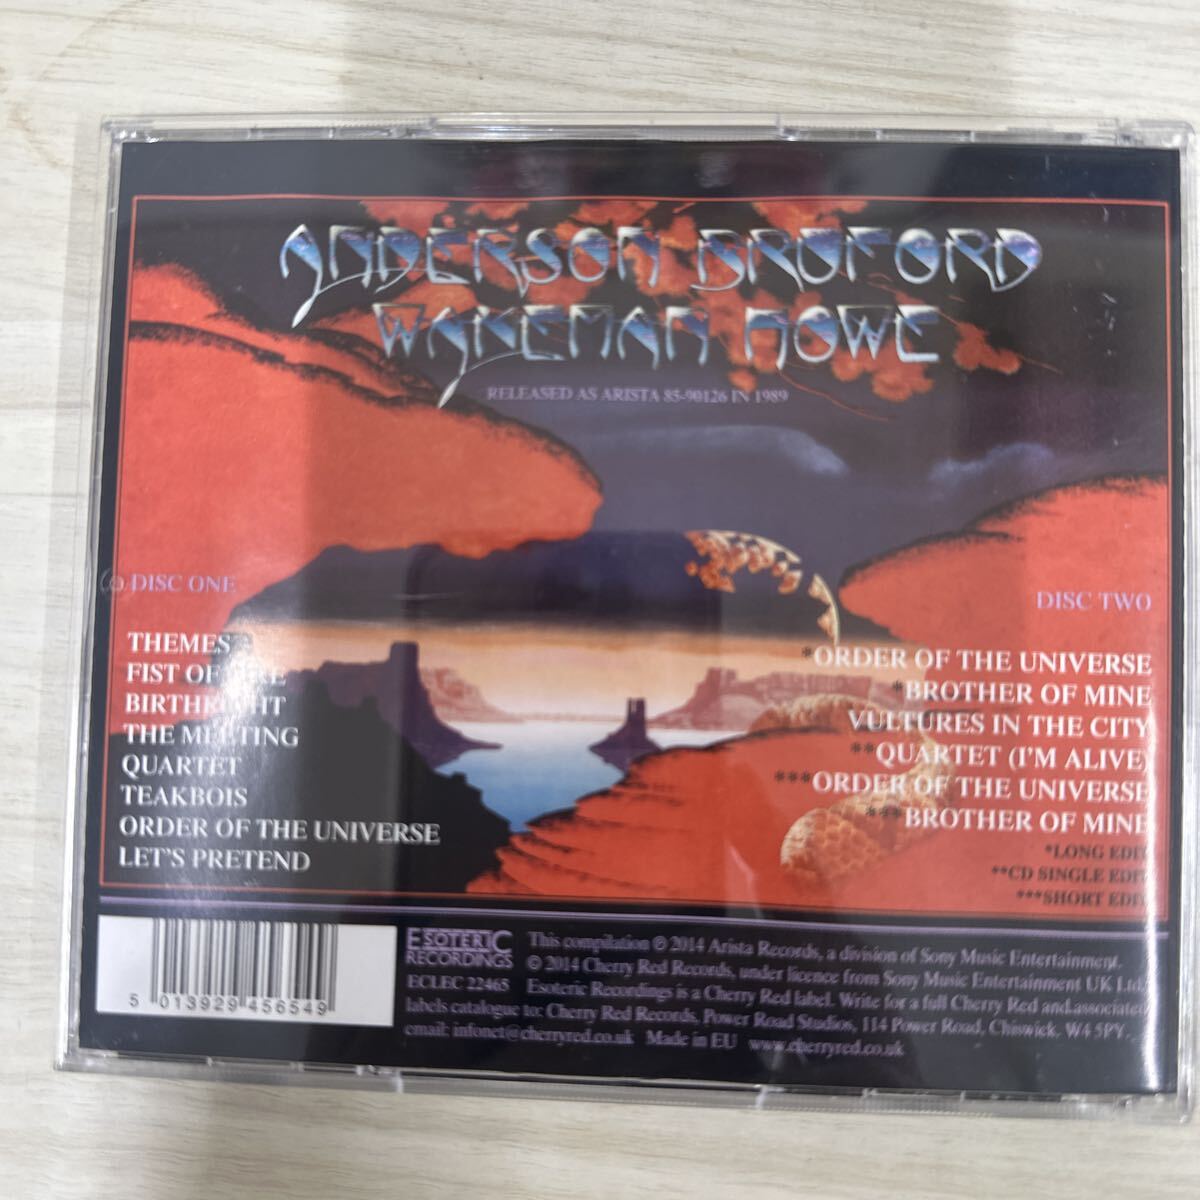 ANDERSON BRUFORD
WAKEMAN HOWE
RELEASED AS ARISTA 85-90126 IN 1989
DISC ONE
THEMES
FIST OF FIRE
BIRTHRIGHT
THE MEETING
QUARTET
TEAKBOIS
ORDER OF THE UNIVERSE
LET'S PRETEND
DISC TWO
*ORDER OF THE UNIVERSE
*BROTHER OF MINE
VULTURES IN THE CITY
**QUARTET (I'M ALIVE)
***ORDER OF THE UNIVERSE
***BROTHER OF MINE
*LONG EDIT
**CD SINGLE EDIT
***SHORT EDIT
5 013929 456549
ESOTERIC
RECORDINGS
ECLEC 22465
This compilation ℗ 2014 Arista Records, a division of Sony Music Entertainment.
© 2014 Cherry Red Records, under licence from Sony Music Entertainment UK Ltd.
Esoteric Recordings is a Cherry Red label. Write for a full Cherry Red and associated
labels catalogue to: Cherry Red Records, Power Road Studios, 114 Power Road, Chiswick. W4 5PY.
email: infonet@cherryred.co.uk Made in EU www.cherryred.co.uk